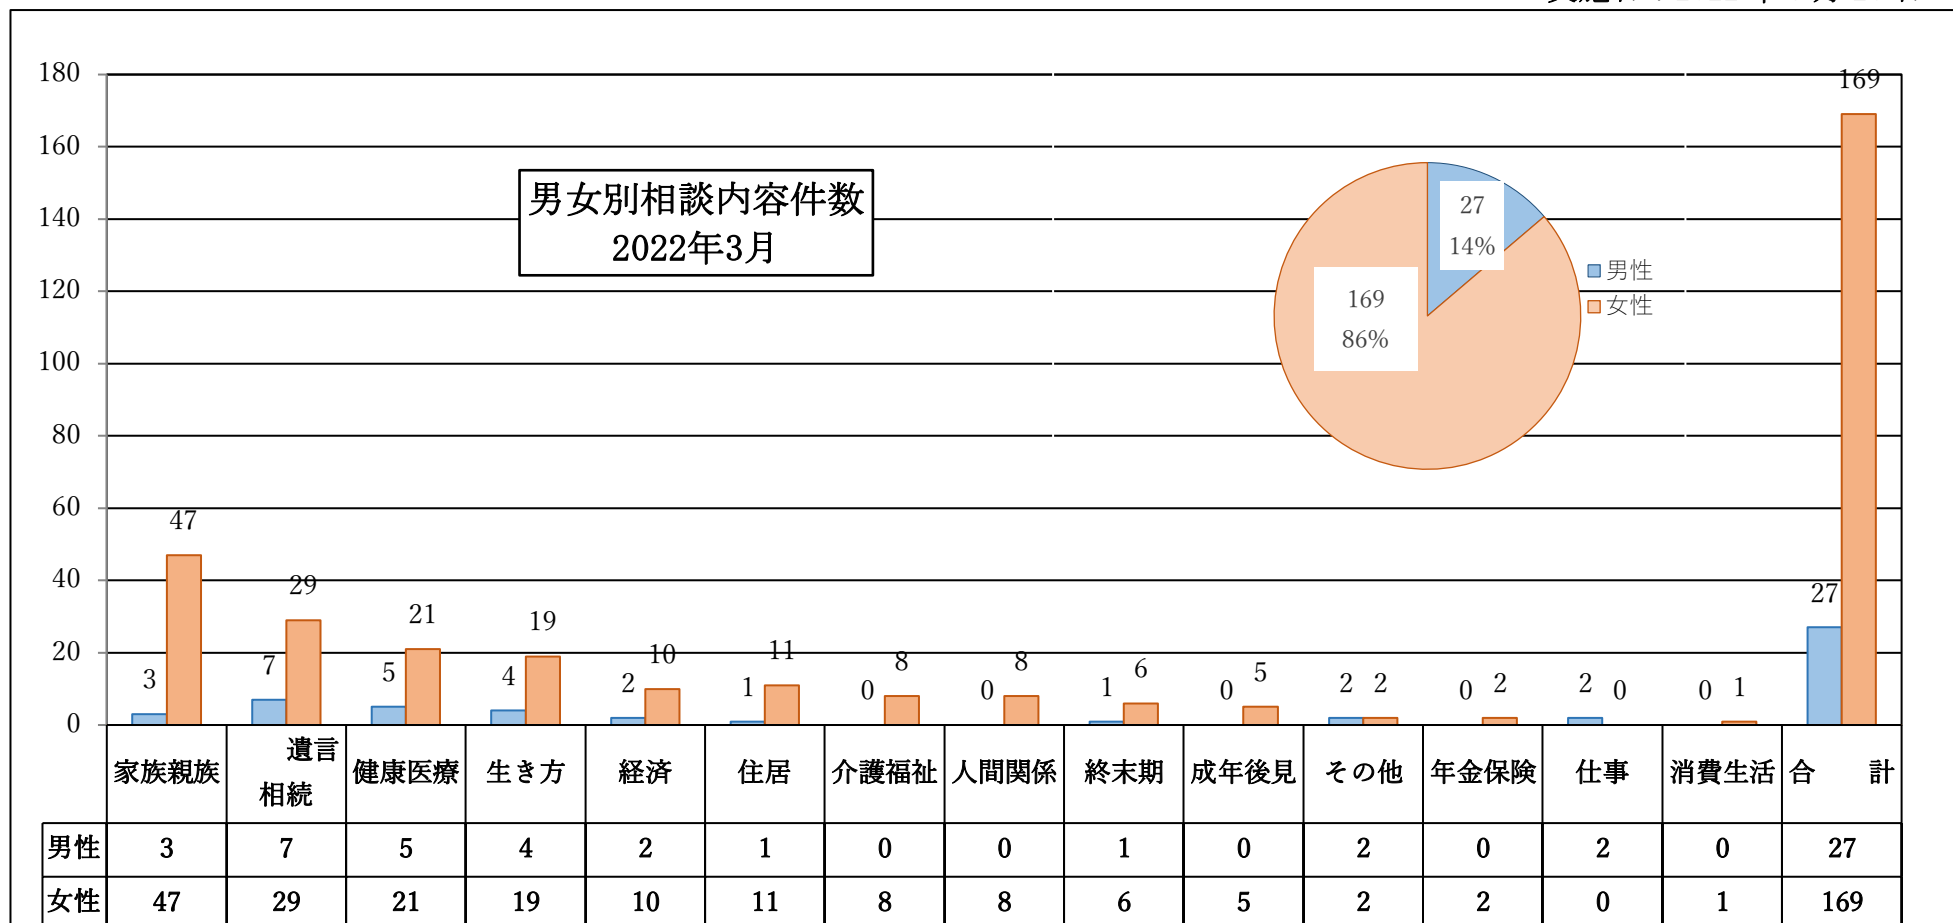 180
160
140
120
100
80
60
40
20
0
男女別相談内容件数
2022年3月
27
14%
169
86%
男性
女性
3 47 7 29 5 21 4 19 2 10 1 11 0 8 0 8 1 6 0 5 2 2 0 2 2 0 0 1 27 169
家族親族 遺言相続 健康医療 生き方 経済 住居 介護福祉 人間関係 終末期 成年後見 その他 年金保険 仕事 消費生活 合 計
男性 3 7 5 4 2 1 0 0 1 0 2 0 2 0 27
女性 47 29 21 19 10 11 8 8 6 5 2 2 0 1 169